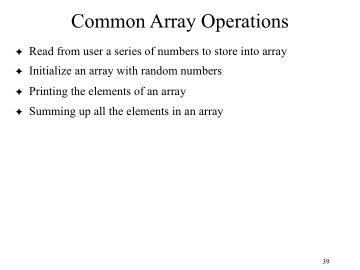 Common Array Operations
✦ Read from user a series of numbers to store into array
✦ Initialize an array with random numbers
✦ Printing the elements of an array
✦ Summing up all the elements in an array
39